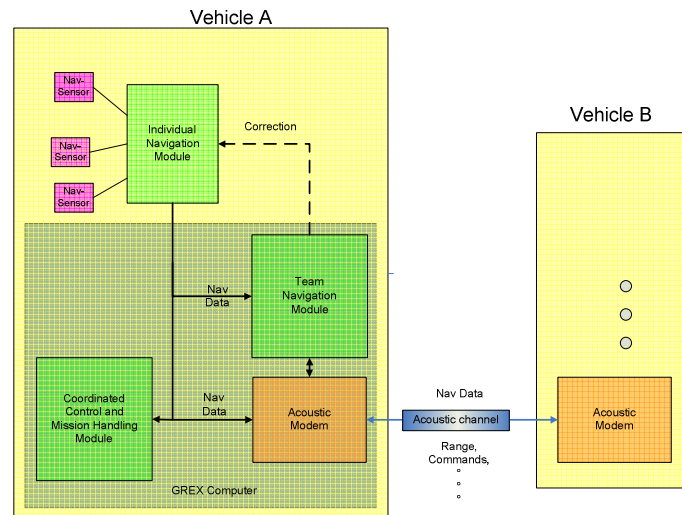 Vehicle A
Nav-
Sensor
Nav-
Sensor
Nav-
Sensor
Individual
Navigation
Module
Correction
Team
Navigation
Module
Nav
Data
Coordinated
Control and
Mission Handling
Module
Nav
Data
Acoustic
Modem
GREX Computer
Nav Data
Acoustic channel
Range,
Commands,
Vehicle B
Acoustic
Modem